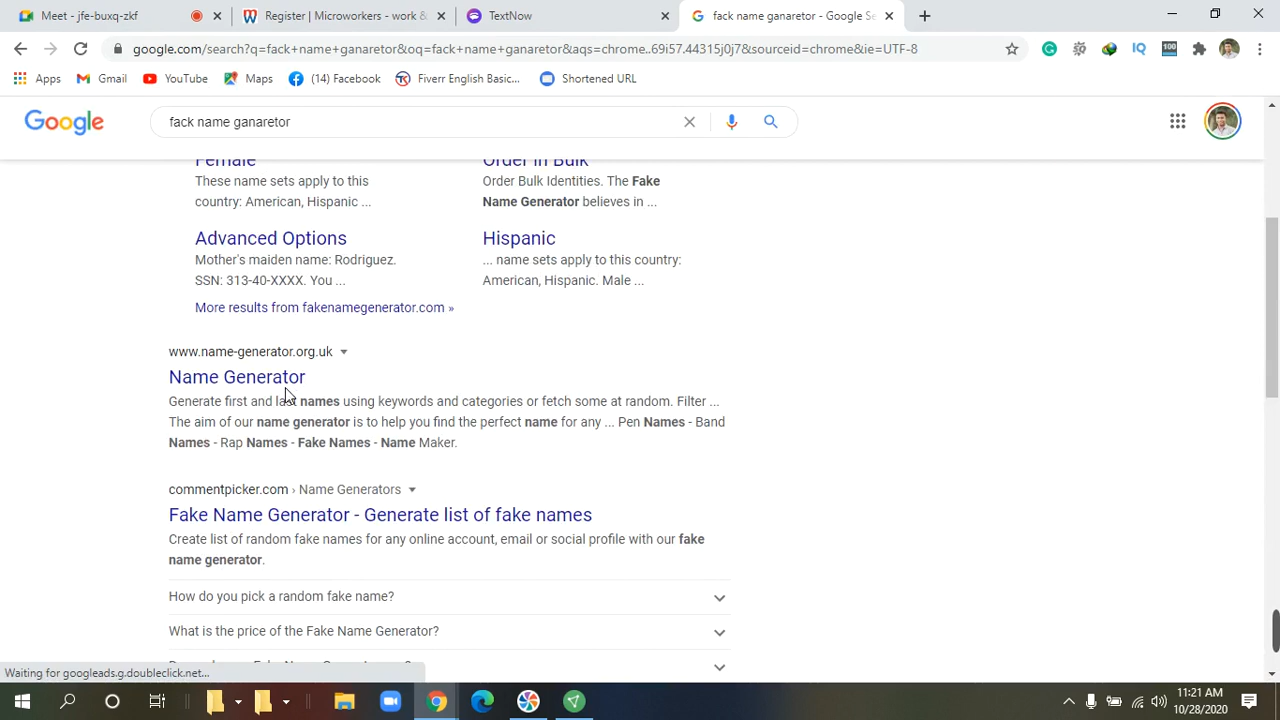 Meet - jfe-buxq-zkf
Register | Microworkers - work &
TextNow
fack name ganaretor - Google Se
google.com/search?q=fack+name+ganaretor&oq=fack+name+ganaretor&aqs=chrome..69i57.44315j0j7&sourceid=chrome&ie=UTF-8
IQ
100
Apps
Gmail
YouTube
Maps
(14) Facebook
Fiverr English Basic...
Shortened URL
Google
fack name ganaretor
Female
Order in Bulk
These name sets apply to this
Order Bulk Identities. The Fake
country: American, Hispanic ...
Name Generator believes in ...
Advanced Options
Hispanic
Mother's maiden name: Rodriguez.
... name sets apply to this country:
SSN: 313-40-XXXX. You ...
American, Hispanic. Male ...
More results from fakenamegenerator.com »
www.name-generator.org.uk
Name Generator
Generate first and last names using keywords and categories or fetch some at random. Filter ...
The aim of our name generator is to help you find the perfect name for any ... Pen Names - Band
Names - Rap Names - Fake Names - Name Maker.
commentpicker.com › Name Generators
Fake Name Generator - Generate list of fake names
Create list of random fake names for any online account, email or social profile with our fake
name generator.
How do you pick a random fake name?
What is the price of the Fake Name Generator?
Waiting for googleads.g.doubleclick.net...
11:21 AM
10/28/2020